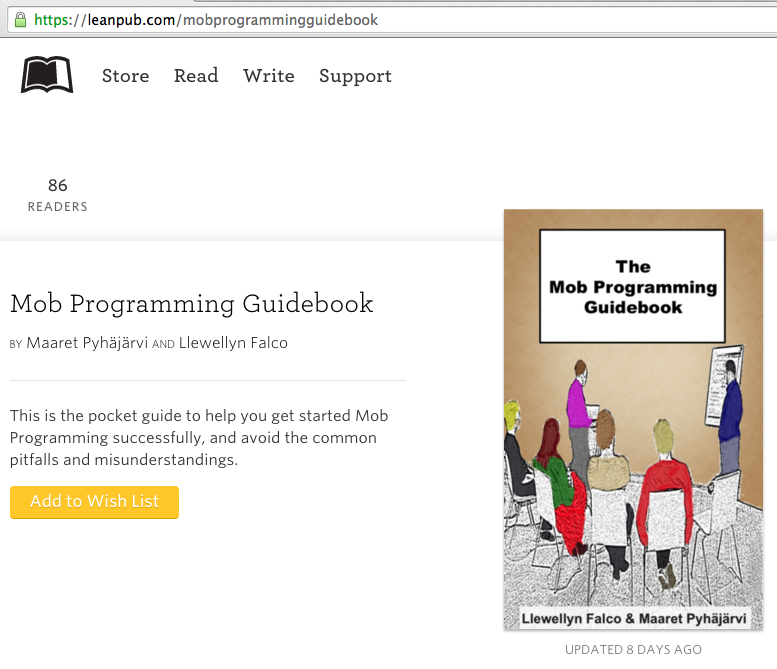 https://leanpub.com/mobprogrammingguidebook
Store Read Write Support
86
READERS
Mob Programming Guidebook
BY Maaret Pyhäjärvi AND Llewellyn Falco
This is the pocket guide to help you get started Mob
Programming successfully, and avoid the common
pitfalls and misunderstandings.
Add to Wish List
The
Mob Programming
Guidebook
Llewellyn Falco & Maaret Pyhäjärvi
UPDATED 8 DAYS AGO